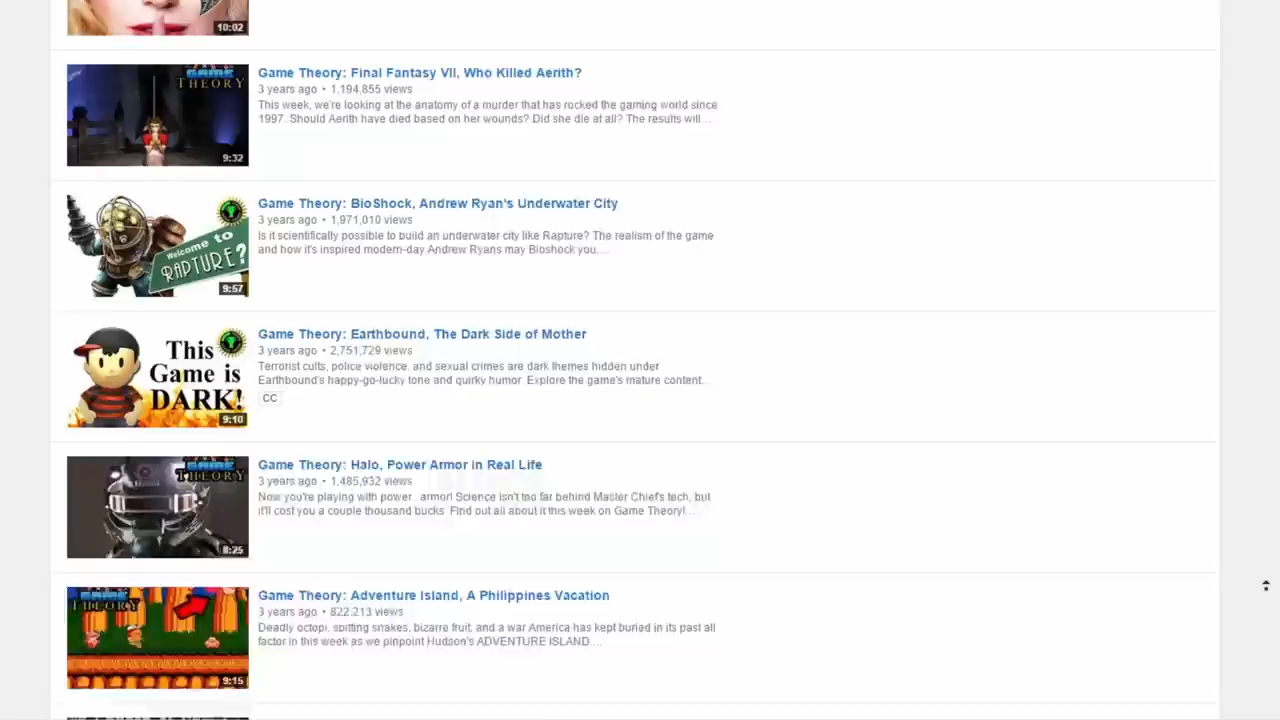 10:02
GAME
THEORY
9:32
Game Theory: Final Fantasy VII, Who Killed Aerith?
3 years ago • 1,194,855 views
This week, we're looking at the anatomy of a murder that has rocked the gaming world since
1997. Should Aerith have died based on her wounds? Did she die at all? The results will ...
Welcome to
RAPTURE?
9:57
Game Theory: BioShock, Andrew Ryan's Underwater City
3 years ago • 1,971,010 views
Is it scientifically possible to build an underwater city like Rapture? The realism of the game
and how it's inspired modern-day Andrew Ryans may Bioshock you....
This
Game is
DARK!
9:10
Game Theory: Earthbound, The Dark Side of Mother
3 years ago • 2,751,729 views
Terrorist cults, police violence, and sexual crimes are dark themes hidden under
Earthbound's happy-go-lucky tone and quirky humor. Explore the game's mature content...
CC
GAME
THEORY
8:25
Game Theory: Halo, Power Armor in Real Life
3 years ago • 1,485,932 views
Now you're playing with power...armor! Science isn't too far behind Master Chief's tech, but
it'll cost you a couple thousand bucks. Find out all about it this week on Game Theory! ...
GAME
THEORY
9:15
Game Theory: Adventure Island, A Philippines Vacation
3 years ago • 822,213 views
Deadly octopi, spitting snakes, bizarre fruit, and a war America has kept buried in its past all
factor in this week as we pinpoint Hudson's ADVENTURE ISLAND....